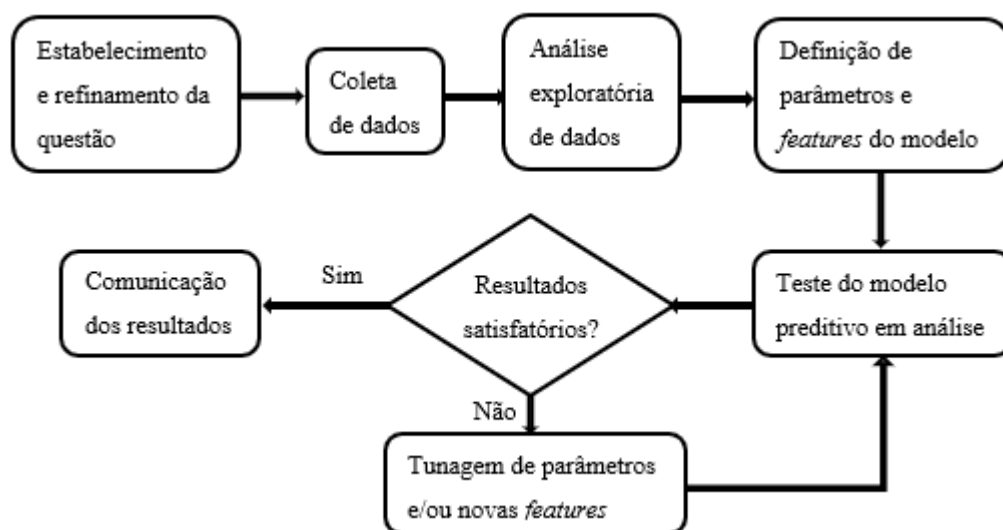 Estabelecimento
e refinamento da
questão
Coleta
de dados
Análise
exploratória
de dados
Definição de
parâmetros e
features do modelo
Teste do modelo
preditivo em análise
Resultados
satisfatórios?
Sim
Comunicação
dos resultados
Não
Tunagem de parâmetros
e/ou novas features